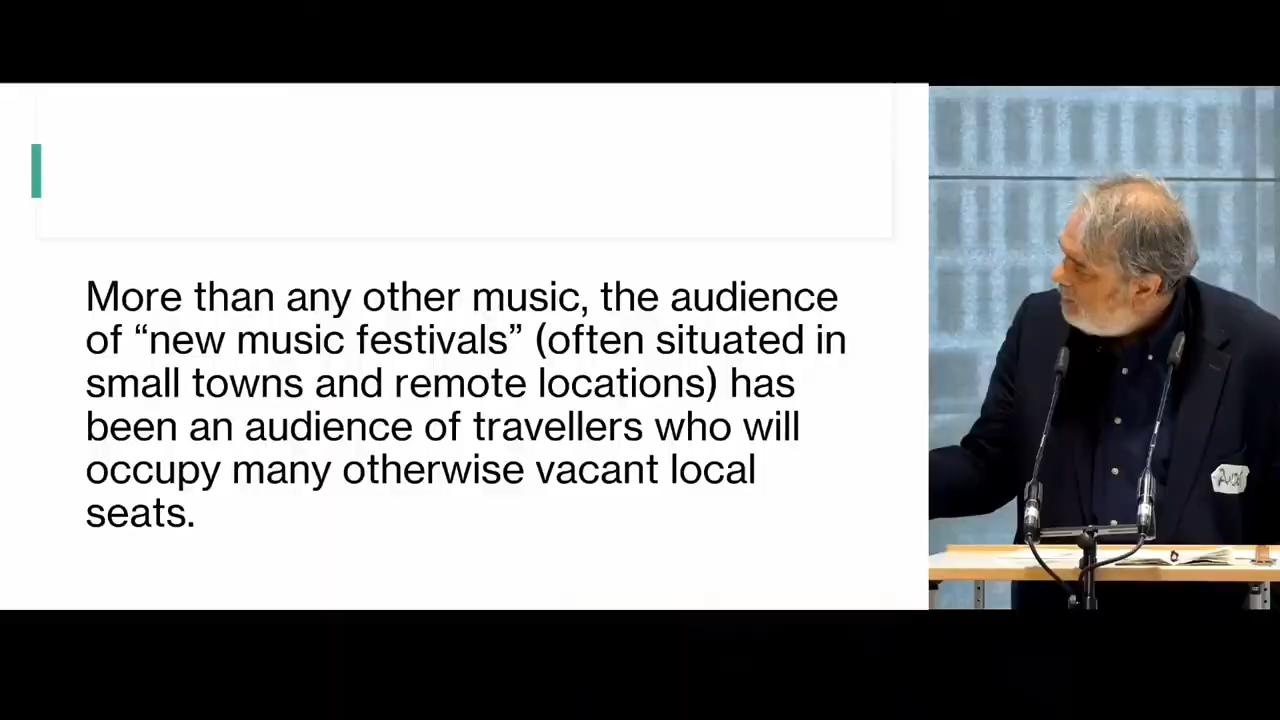 More than any other music, the audience
of “new music festivals” (often situated in
small towns and remote locations) has
been an audience of travellers who will
occupy many otherwise vacant local
seats.